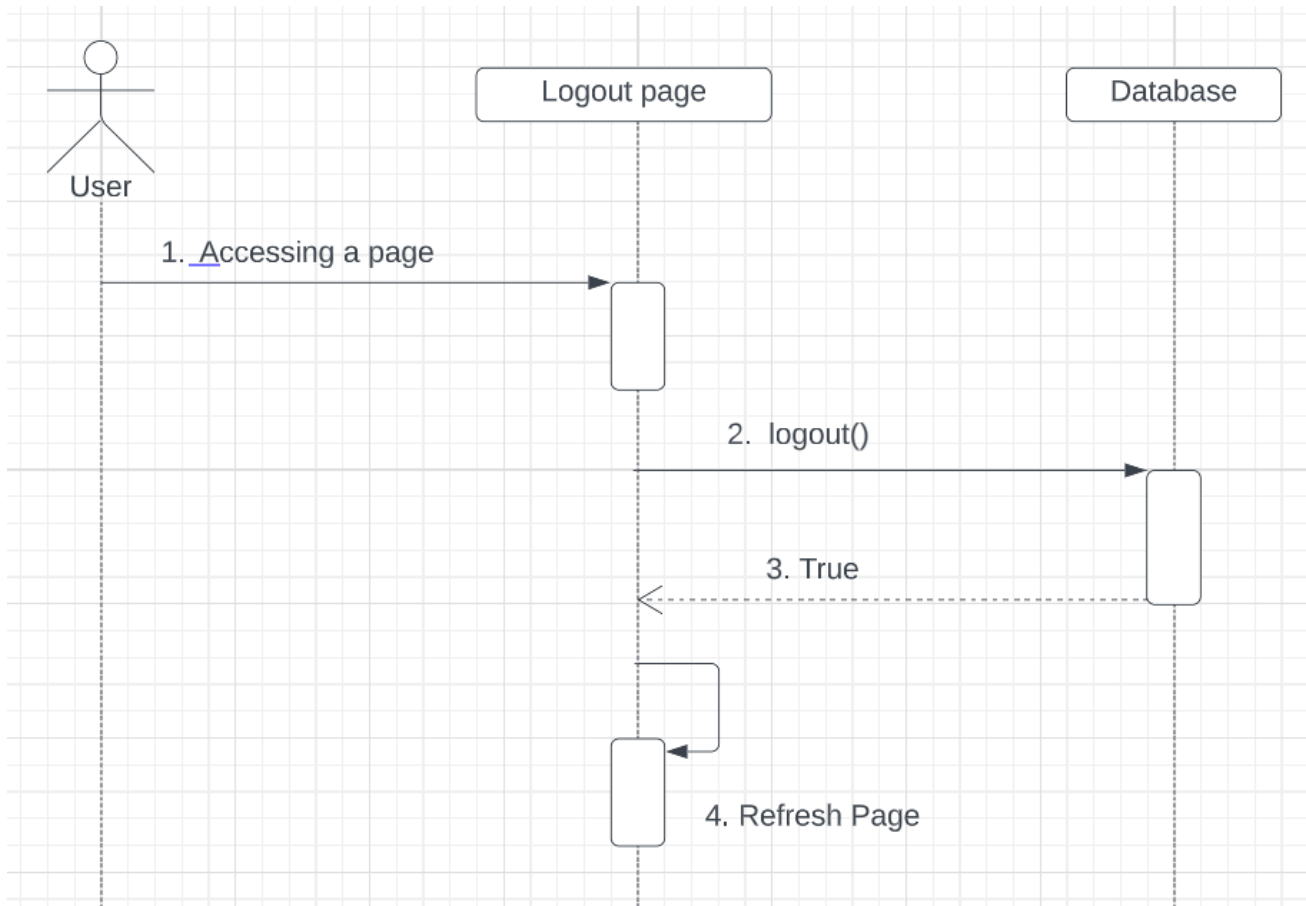 Logout page
Database
User
1. Accessing a page
2. logout()
3. True
4. Refresh Page